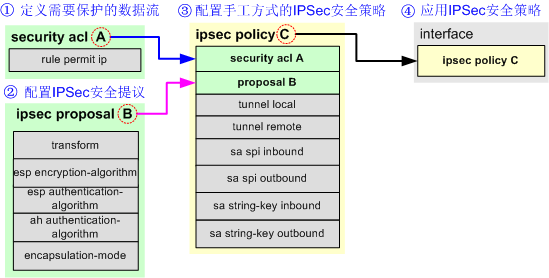 ① 定义需要保护的数据流
security acl A
rule permit ip
② 配置IPSec安全提议
ipsec proposal B
transform
esp encryption-algorithm
esp authentication-
algorithm
ah authentication-
algorithm
encapsulation-mode
③ 配置手工方式的IPSec安全策略
ipsec policy C
security acl A
proposal B
tunnel local
tunnel remote
sa spi inbound
sa spi outbound
sa string-key inbound
sa string-key outbound
④ 应用IPSec安全策略
interface
ipsec policy C